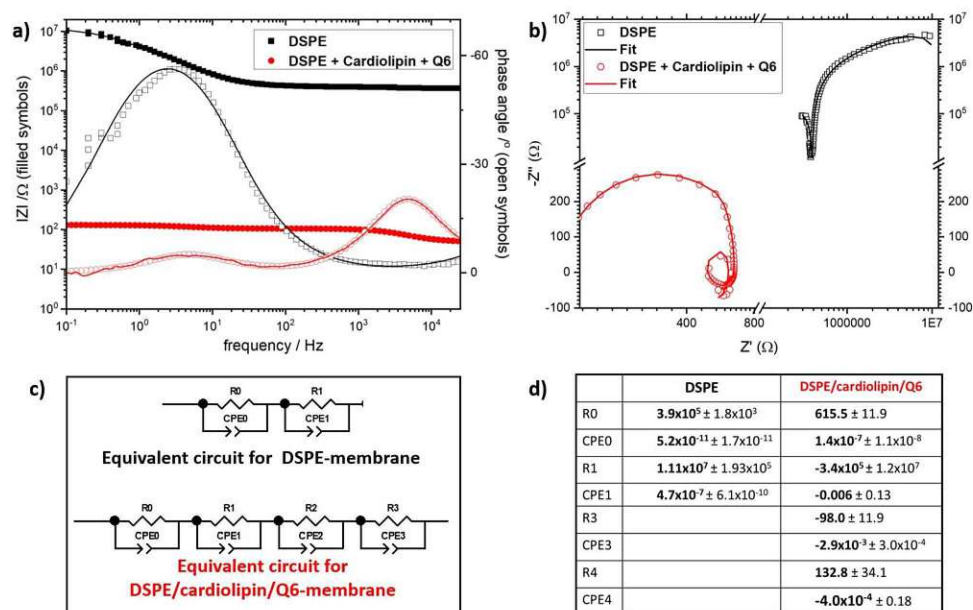 a)
DSPE
DSPE + Cardiolipin + Q6
|Z| /Ω (filled symbols)
10⁷
10⁶
10⁵
10⁴
10³
10²
10¹
10⁰
10⁻¹ 10⁰ 10¹ 10² 10³ 10⁴
frequency / Hz
-60
-30
0
phase angle /º (open symbols)
b)
DSPE
Fit
DSPE + Cardiolipin + Q6
Fit
-Z'' (Ω)
10⁷
10⁶
10⁵
200
100
0
-100
10⁷
10⁶
10⁵
200
100
0
-100
400 800 1000000 1E7
Z' (Ω)
c)
R0 R1
CPE0 CPE1
Equivalent circuit for DSPE-membrane
R0 R1 R2 R3
CPE0 CPE1 CPE2 CPE3
Equivalent circuit for
DSPE/cardiolipin/Q6-membrane
d)
DSPE DSPE/cardiolipin/Q6
R0 3.9x10⁵ ± 1.8x10³ 615.5 ± 11.9
CPE0 5.2x10⁻¹¹ ± 1.7x10⁻¹¹ 1.4x10⁻⁷ ± 1.1x10⁻⁸
R1 1.11x10⁷ ± 1.93x10⁵ -3.4x10⁵ ± 1.2x10⁷
CPE1 4.7x10⁻⁷ ± 6.1x10⁻¹⁰ -0.006 ± 0.13
R3 -98.0 ± 11.9
CPE3 -2.9x10⁻³ ± 3.0x10⁻⁴
R4 132.8 ± 34.1
CPE4 -4.0x10⁻⁴ ± 0.18